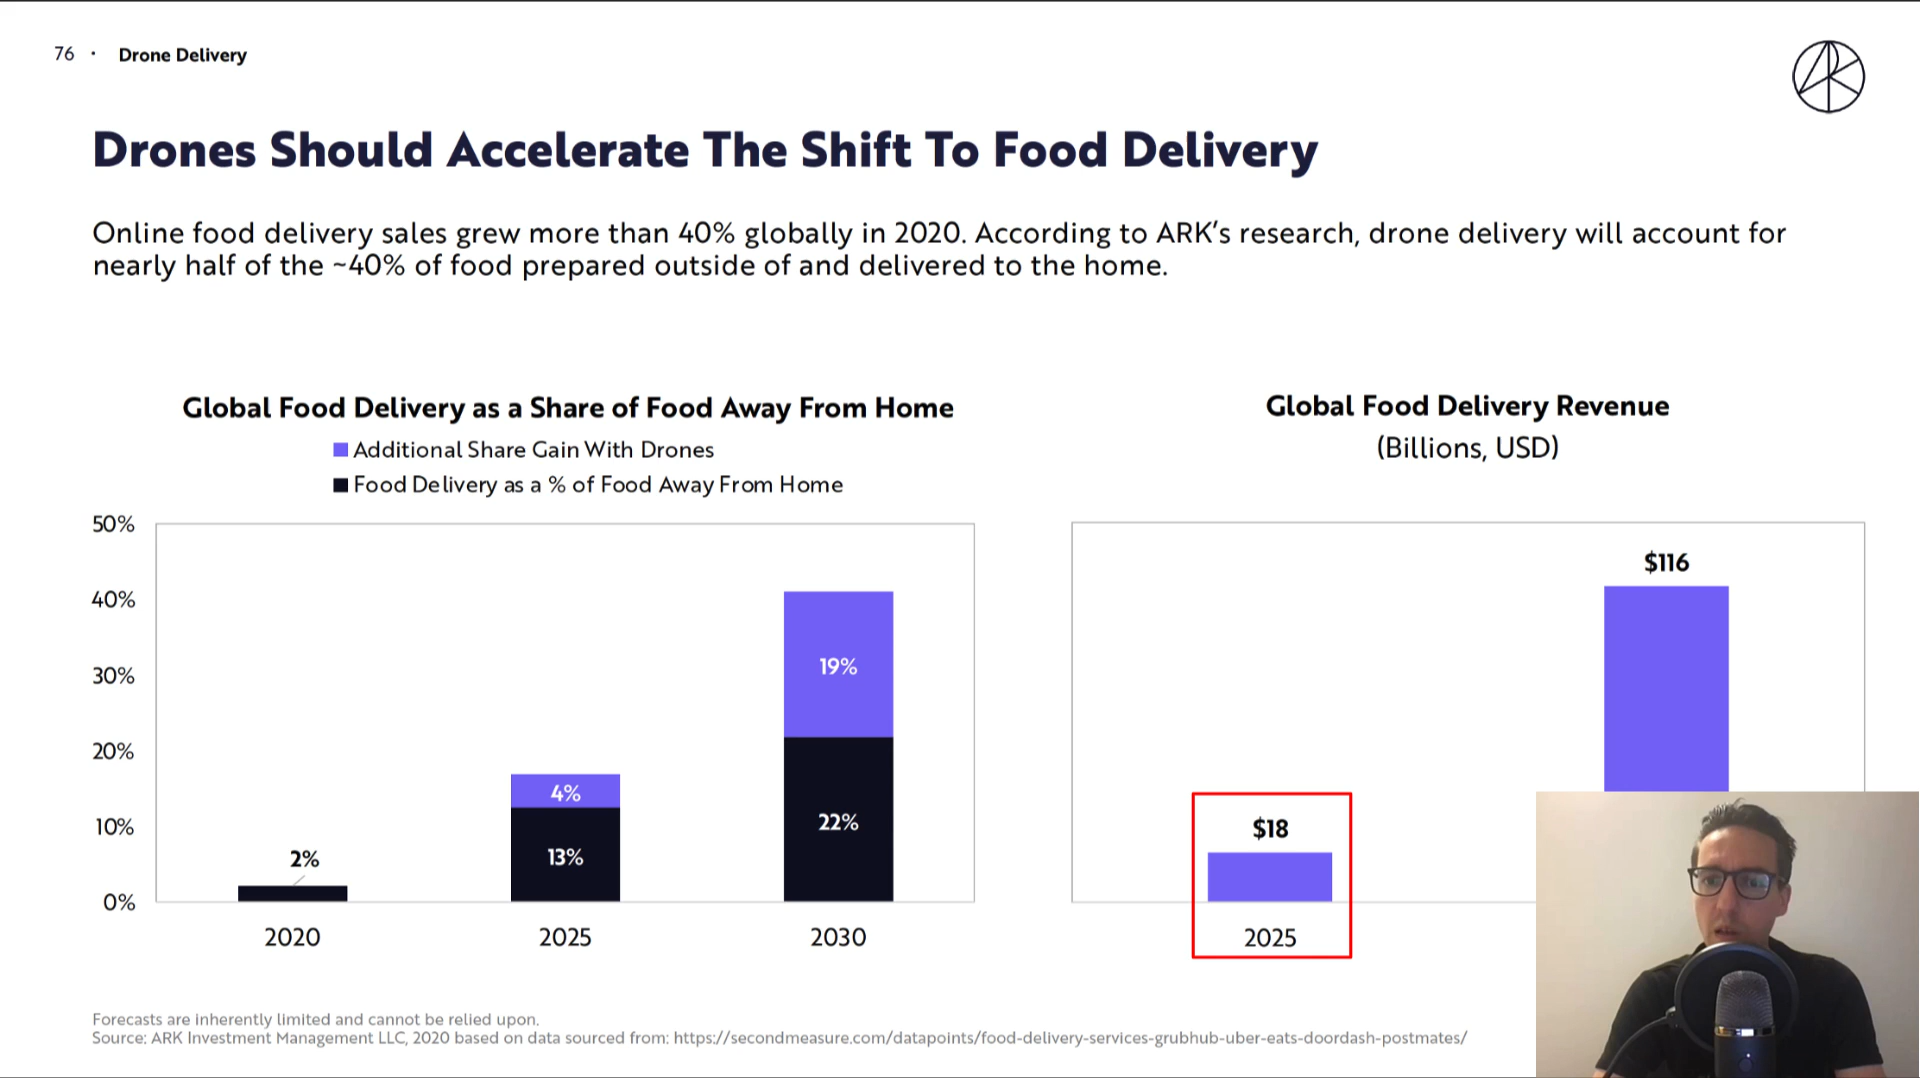 76 · Drone Delivery
Drones Should Accelerate The Shift To Food Delivery
Online food delivery sales grew more than 40% globally in 2020. According to ARK’s research, drone delivery will account for
nearly half of the ~40% of food prepared outside of and delivered to the home.
Global Food Delivery as a Share of Food Away From Home
Additional Share Gain With Drones
Food Delivery as a % of Food Away From Home
50%
40%
30%
20%
10%
0%
2%
4%
13%
19%
22%
2020
2025
2030
Global Food Delivery Revenue
(Billions, USD)
$116
$18
2025
Forecasts are inherently limited and cannot be relied upon.
Source: ARK Investment Management LLC, 2020 based on data sourced from: https://secondmeasure.com/datapoints/food-delivery-services-grubhub-uber-eats-doordash-postmates/